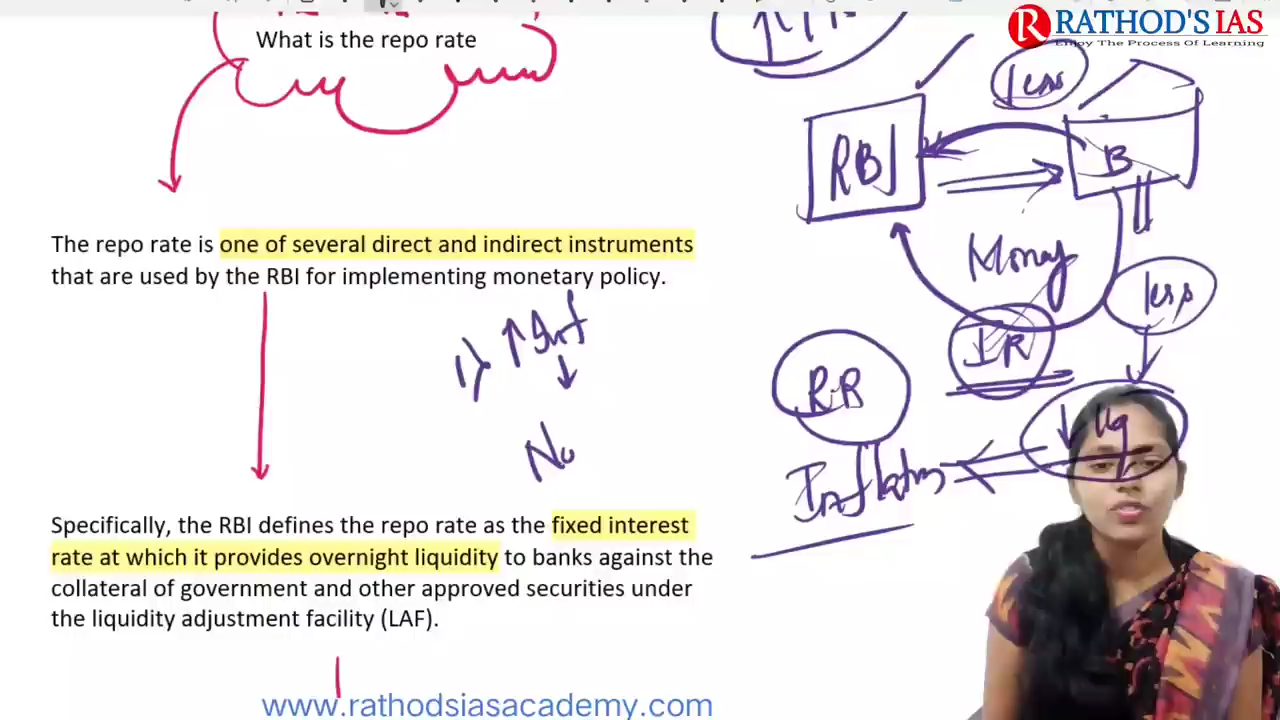 RATHOD'S IAS
Enjoy The Process Of Learning
What is the repo rate
less
RBI
B
The repo rate is one of several direct and indirect instruments
that are used by the RBI for implementing monetary policy.
Money
less
1) ↑ Inf
↓
No
IR
RR
↓ liq
Inflation
Specifically, the RBI defines the repo rate as the fixed interest
rate at which it provides overnight liquidity to banks against the
collateral of government and other approved securities under
the liquidity adjustment facility (LAF).
www.rathodsiasacademy.com